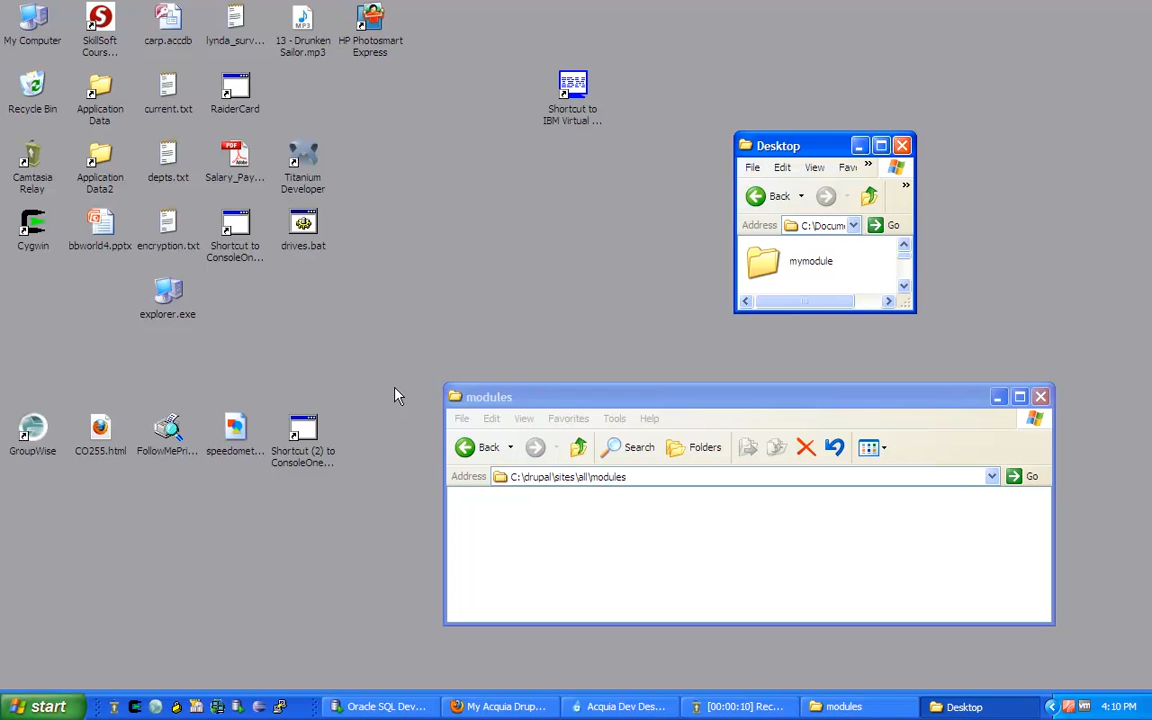 My Computer
SkillSoft
Cours...
carp.accdb
lynda_surv...
MP3
13 - Drunken
Sailor.mp3
HP Photosmart
Express
Recycle Bin
Application
Data
current.txt
RaiderCard
IBM
Shortcut to
IBM Virtual ...
Camtasia
Relay
Application
Data2
depts.txt
PDF
Salary_Pay...
Titanium
Developer
Cygwin
bbworld4.pptx
encryption.txt
Shortcut to
ConsoleOn...
drives.bat
explorer.exe
GroupWise
CO255.html
FollowMePri...
speedomet...
Shortcut (2) to
ConsoleOne...
Desktop
File Edit View Fav »
Back »
Address C:\Docum Go
mymodule
modules
File Edit View Favorites Tools Help
Back Search Folders
Address C:\drupal\sites\all\modules Go
start Oracle SQL Dev... My Acquia Drup... Acquia Dev Des... [00:00:10] Rec... modules Desktop 4:10 PM